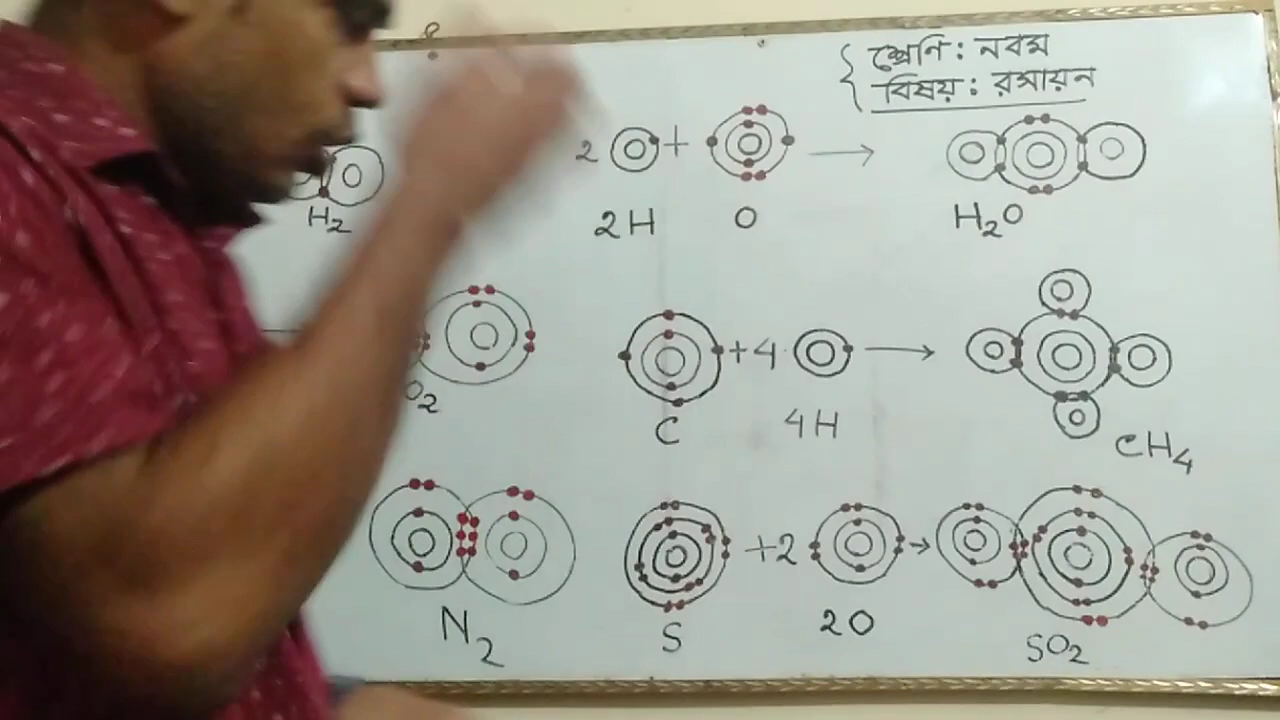 শ্রেণি : নবম
বিষয় : রসায়ন
2 + →
H₂ 2H O H₂O
+4 →
O₂ C 4H CH₄
+2 →
N₂ S 2O SO₂